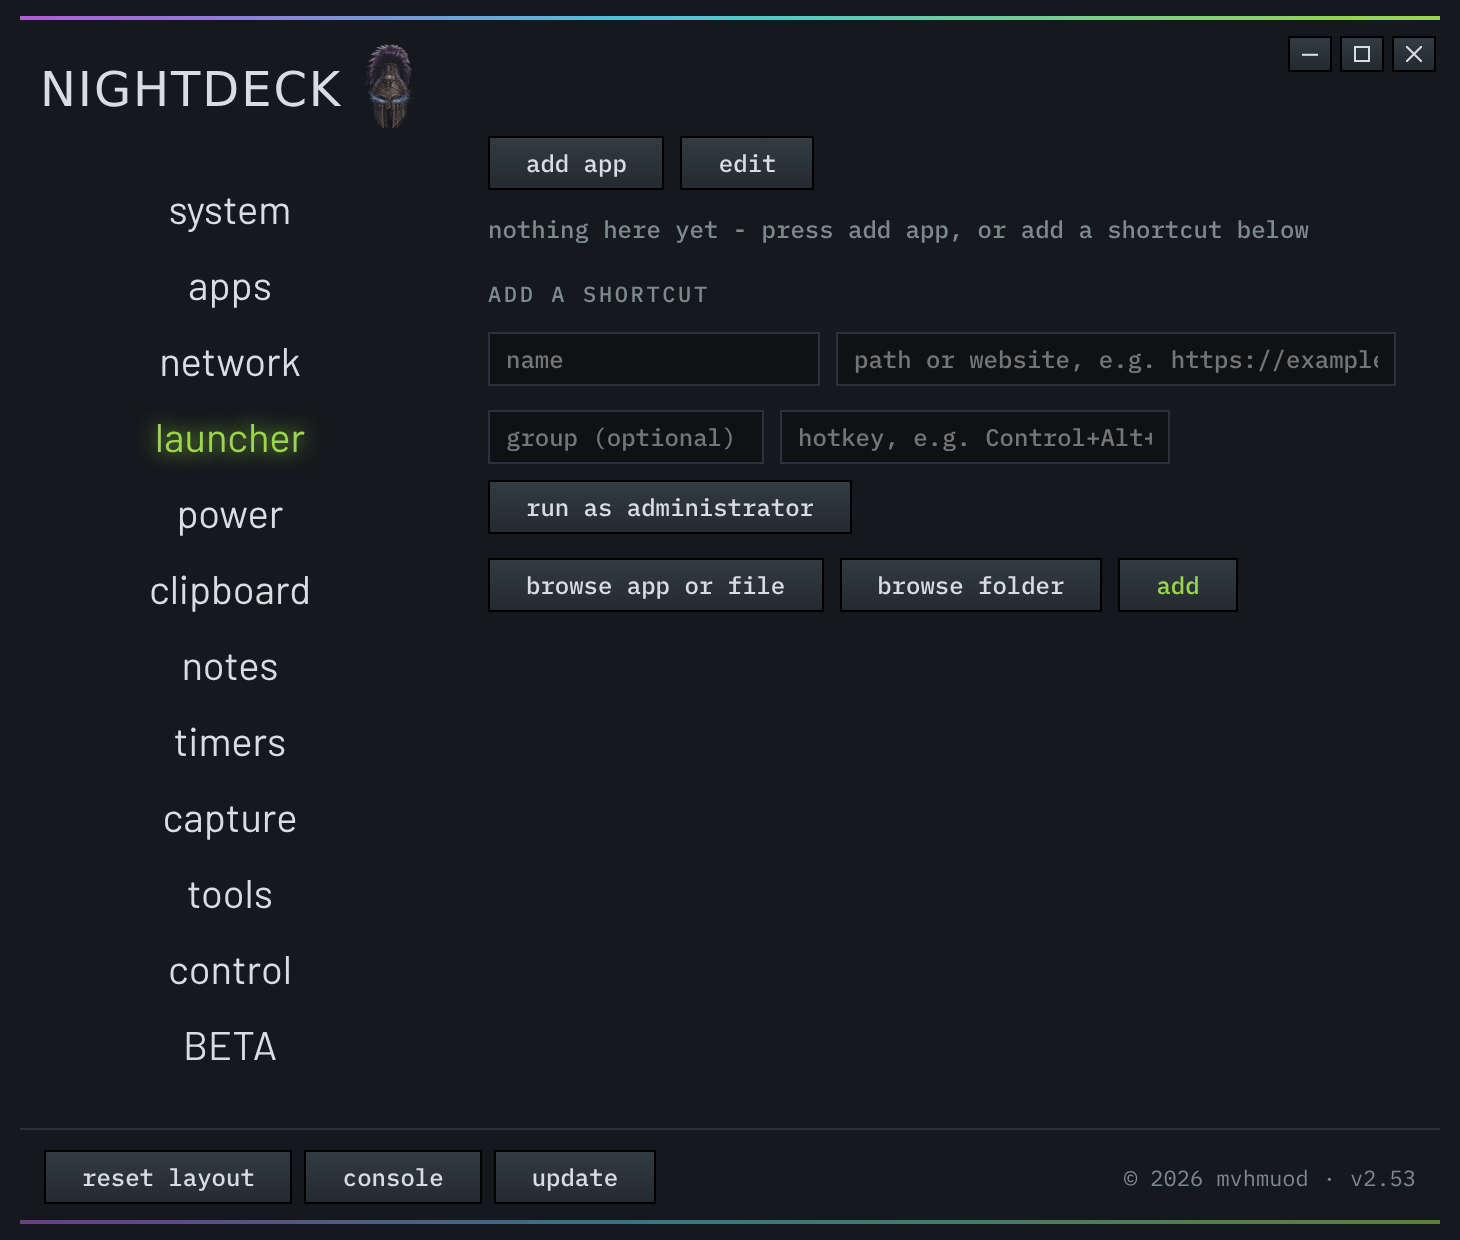 NIGHTDECK
add app edit
nothing here yet - press add app, or add a shortcut below
ADD A SHORTCUT
name path or website, e.g. https://example
group (optional) hotkey, e.g. Control+Alt+
run as administrator
browse app or file browse folder add
system
apps
network
launcher
power
clipboard
notes
timers
capture
tools
control
BETA
reset layout console update
© 2026 mvhmuod · v2.53